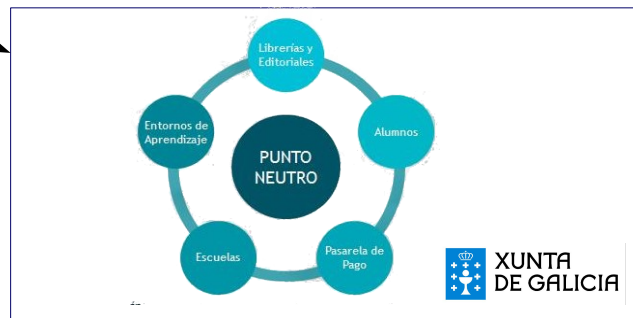 Librerías y
Editoriales
Entornos de
Aprendizaje
Alumnos
PUNTO
NEUTRO
Escuelas
Pasarela de
Pago
XUNTA
DE GALICIA